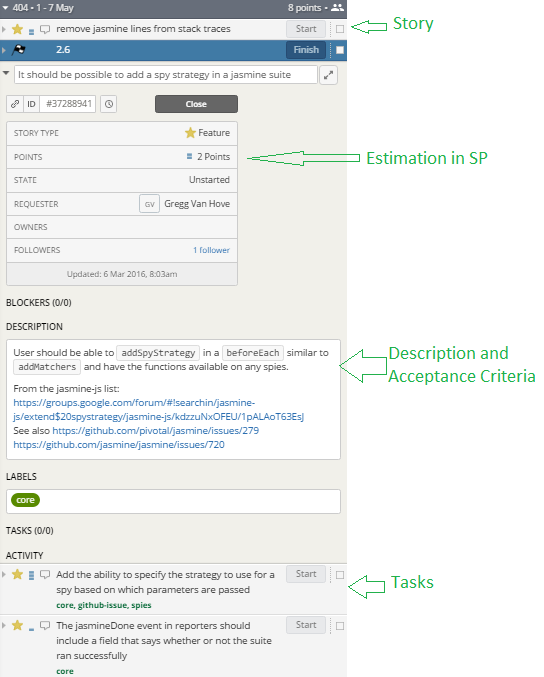 404 • 1 - 7 May 8 points •
remove jasmine lines from stack traces Start
Story
2.6 Finish
It should be possible to add a spy strategy in a jasmine suite
ID #37288941 Close
STORY TYPE Feature
POINTS 2 Points
Estimation in SP
STATE Unstarted
REQUESTER GV Gregg Van Hove
OWNERS
FOLLOWERS 1 follower
Updated: 6 Mar 2016, 8:03am
BLOCKERS (0/0)
DESCRIPTION
User should be able to addSpyStrategy in a beforeEach similar to
addMatchers and have the functions available on any spies.
Description and
Acceptance Criteria
From the jasmine-js list:
https://groups.google.com/forum/#!searchin/jasmine-
js/extend$20spystrategy/jasmine-js/kdzzuNxOFEU/1pALAoT63EsJ
See also https://github.com/pivotal/jasmine/issues/279
https://github.com/jasmine/jasmine/issues/720
LABELS
core
TASKS (0/0)
ACTIVITY
Add the ability to specify the strategy to use for a Start
spy based on which parameters are passed
Tasks
core, github-issue, spies
The jasmineDone event in reporters should Start
include a field that says whether or not the suite
ran successfully
core